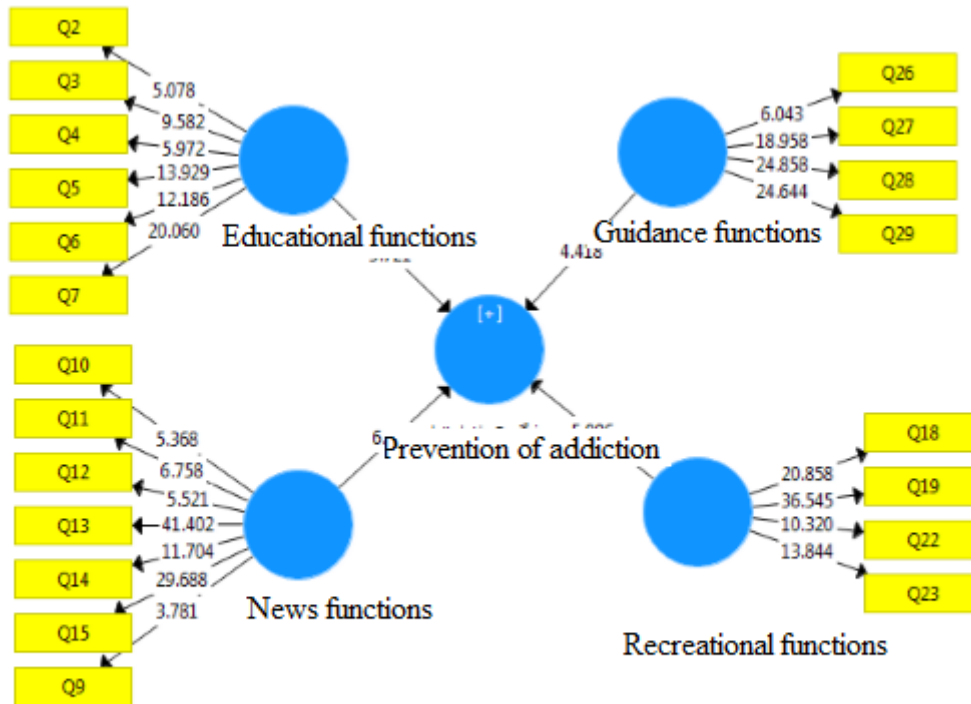 Q2
Q3
Q4
Q5
Q6
Q7
5.078
9.582
5.972
13.929
12.186
20.060
Educational functions
Q26
Q27
Q28
Q29
6.043
18.958
24.858
24.644
Guidance functions
4.418
[+]
Prevention of addiction
Q10
Q11
Q12
Q13
Q14
Q15
Q9
5.368
6.758
5.521
41.402
11.704
29.688
3.781
News functions
Q18
Q19
Q22
Q23
20.858
36.545
10.320
13.844
Recreational functions